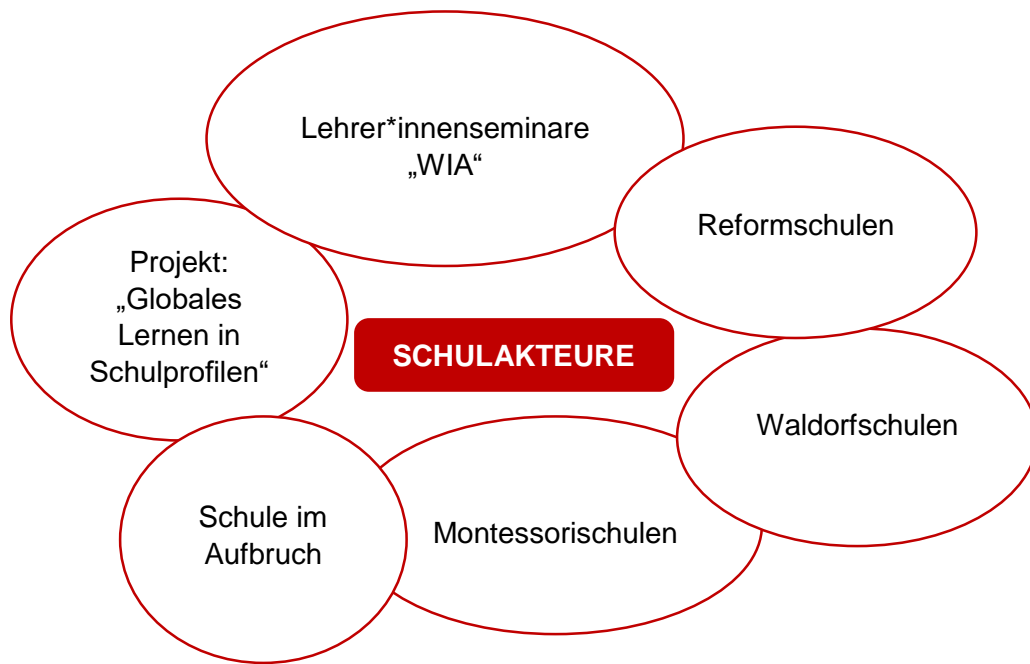 Lehrer*innenseminare
„WIA“
Reformschulen
Projekt:
„Globales
Lernen in
Schulprofilen“
SCHULAKTEURE
Waldorfschulen
Schule im
Aufbruch
Montessorischulen